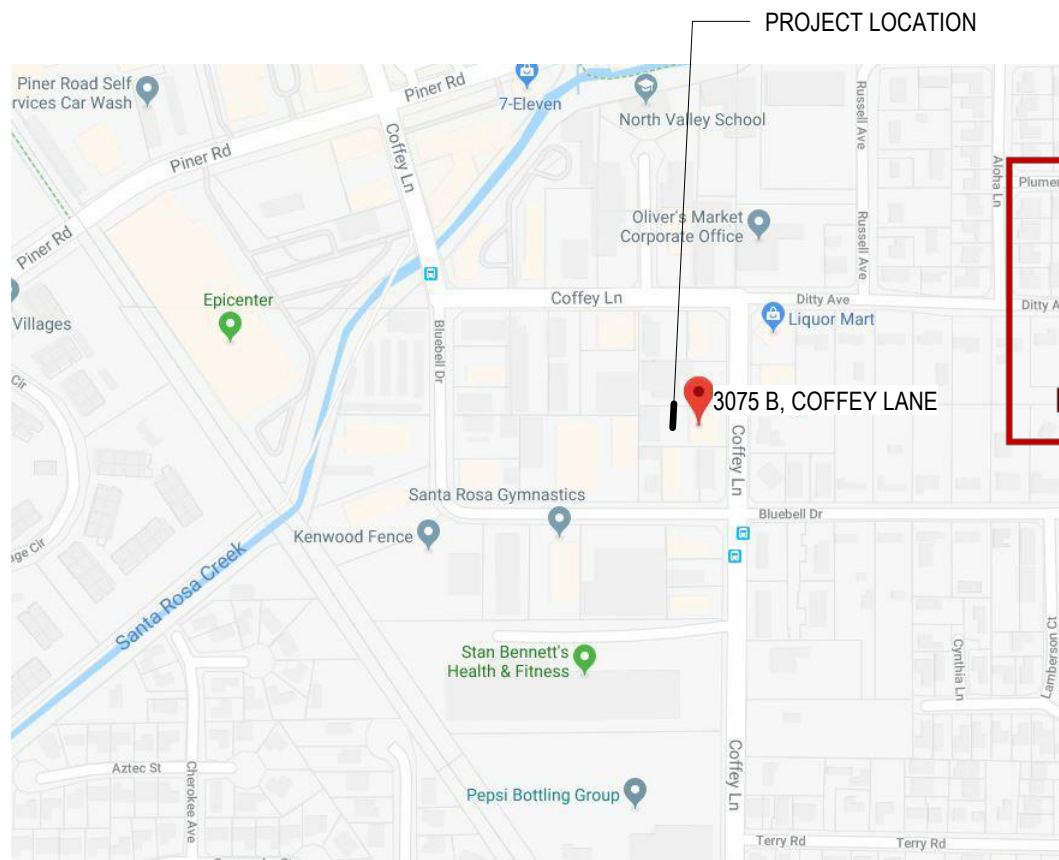 PROJECT LOCATION
Piner Road Self
rvices Car Wash
Piner Rd
7-Eleven
North Valley School
Russell Ave
Coffey Ln
Piner Rd
Aloha Ln
Plumer
Oliver's Market
Corporate Office
Russell Ave
Piner Rd
Epicenter
Coffey Ln
Ditty Ave
Ditty A
Villages
Liquor Mart
Bluebell Dr
Cir
3075 B, COFFEY LANE
Coffey Ln
Santa Rosa Gymnastics
Bluebell Dr
Kenwood Fence
age Cir
Santa Rosa Creek
Stan Bennett's
Health & Fitness
Cynthia Ln
Lamberson Ct
Coffey Ln
Aztec St
Cherokee Ave
Pepsi Bottling Group
Terry Rd
Terry Rd